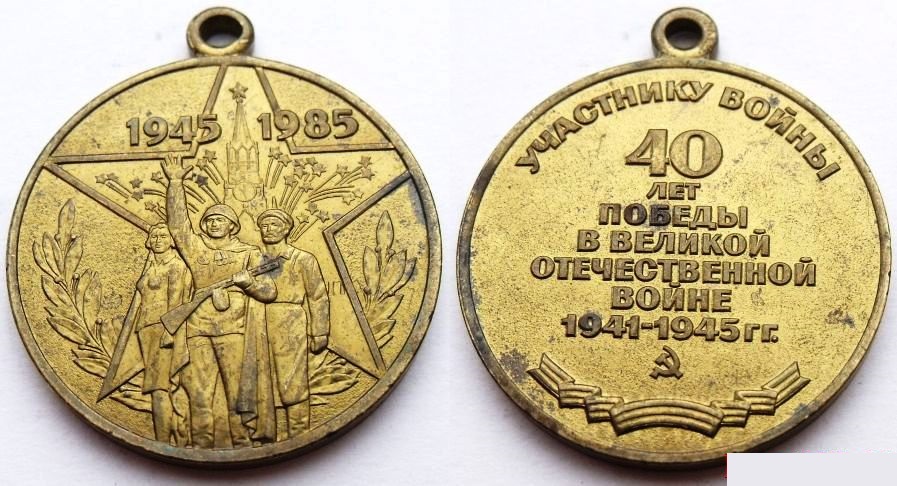 1945 1985
УЧАСТНИКУ ВОЙНЫ
40
ЛЕТ
ПОБЕДЫ
В ВЕЛИКОЙ
ОТЕЧЕСТВЕННОЙ
ВОЙНЕ
1941-1945 гг.